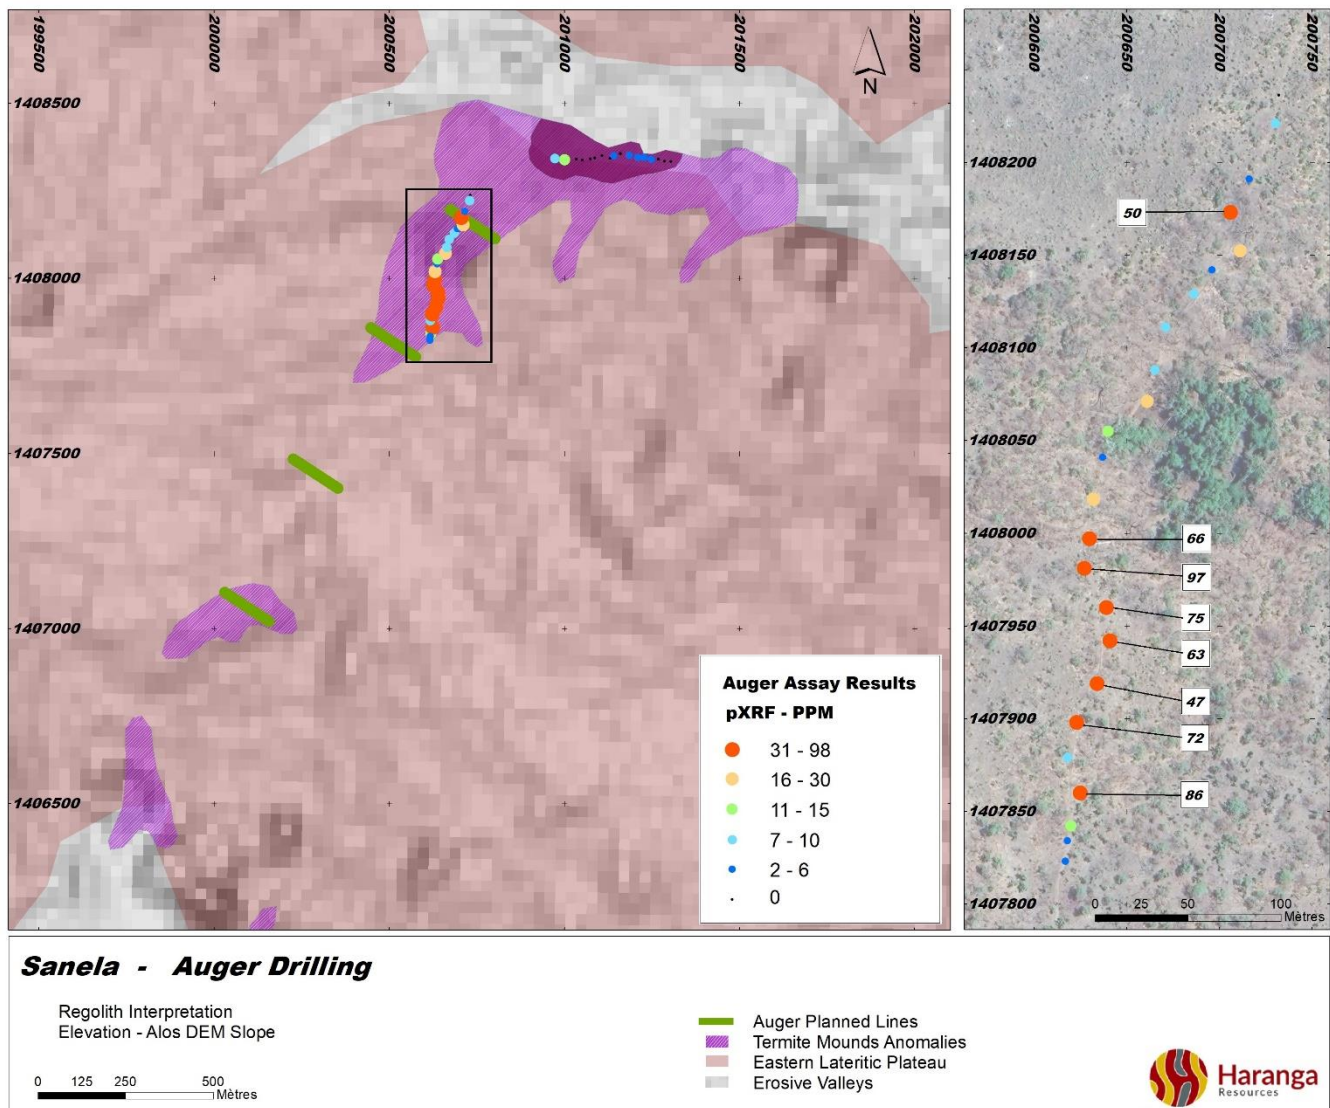 199500
200000
200500
201000
201500
202000
1408500
1408000
1407500
1407000
1406500
N
Auger Assay Results
pXRF - PPM
31 - 98
16 - 30
11 - 15
7 - 10
2 - 6
0
200600
200650
200700
200750
1408200
1408150
1408100
1408050
1408000
1407950
1407900
1407850
1407800
50
66
97
75
63
47
72
86
0 25 50 100
Mètres
Sanela - Auger Drilling
Regolith Interpretation
Elevation - Alos DEM Slope
0 125 250 500
Mètres
Auger Planned Lines
Termite Mounds Anomalies
Eastern Lateritic Plateau
Erosive Valleys
Haranga
Resources